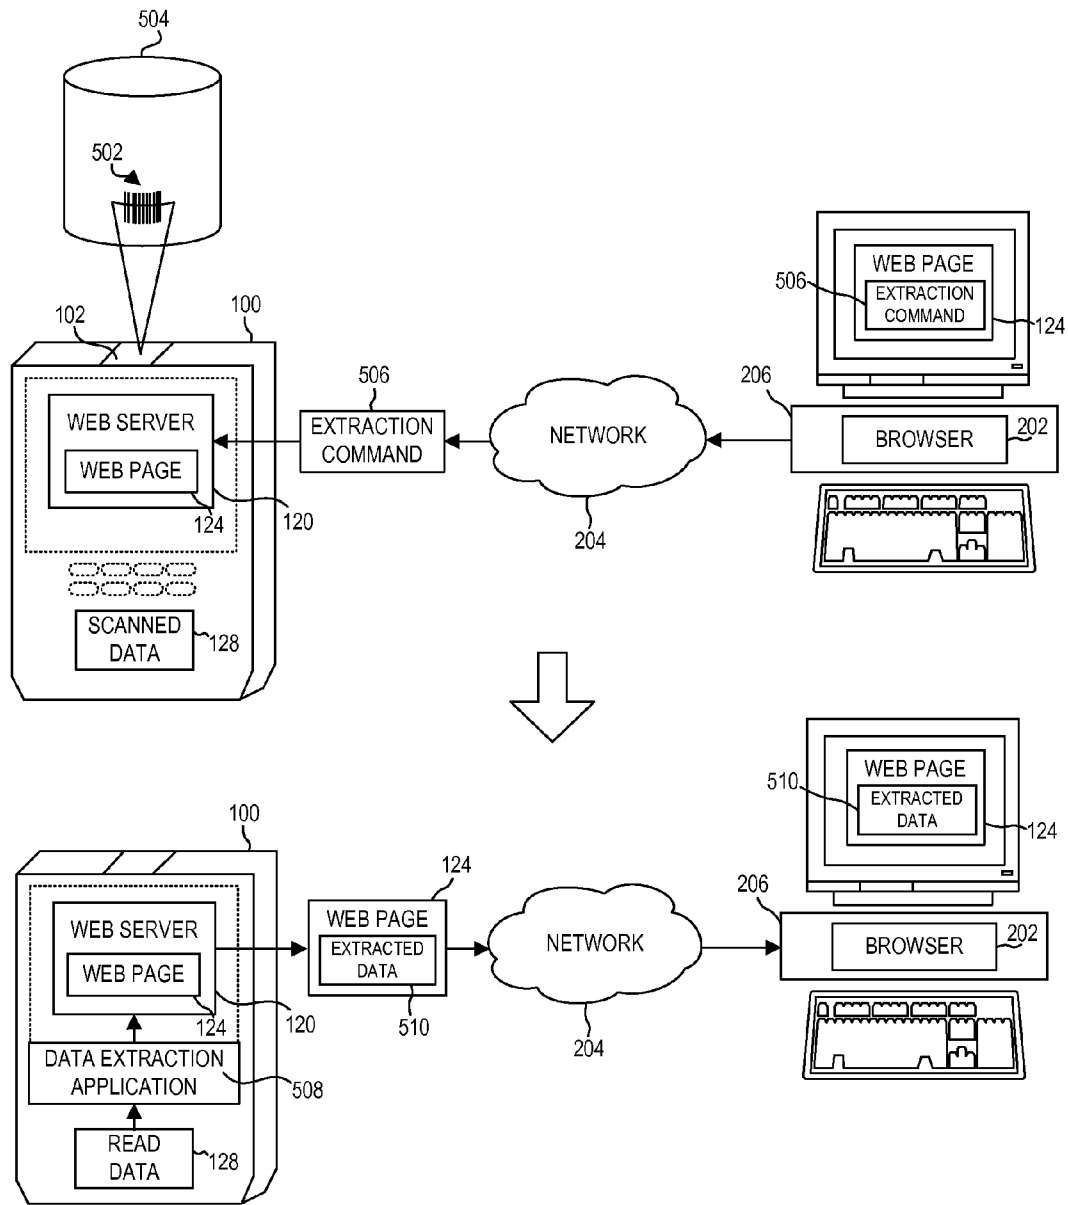 504
502
WEB PAGE
506
EXTRACTION
COMMAND
124
102
100
506
206
WEB SERVER
EXTRACTION
COMMAND
NETWORK
BROWSER
202
WEB PAGE
124
120
204
SCANNED
DATA
128
WEB PAGE
510
EXTRACTED
DATA
124
100
124
206
WEB SERVER
WEB PAGE
EXTRACTED
DATA
NETWORK
BROWSER
202
WEB PAGE
124
120
510
204
DATA EXTRACTION
APPLICATION
508
READ
DATA
128